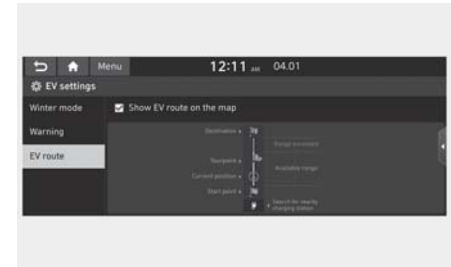 Menu
12:11 AM 04.01
EV settings
Winter mode
Show EV route on the map
Warning
EV route
Destination
Range exceeded
Tourpoint
Available range
Current position
Start point
Search for nearby
charging station